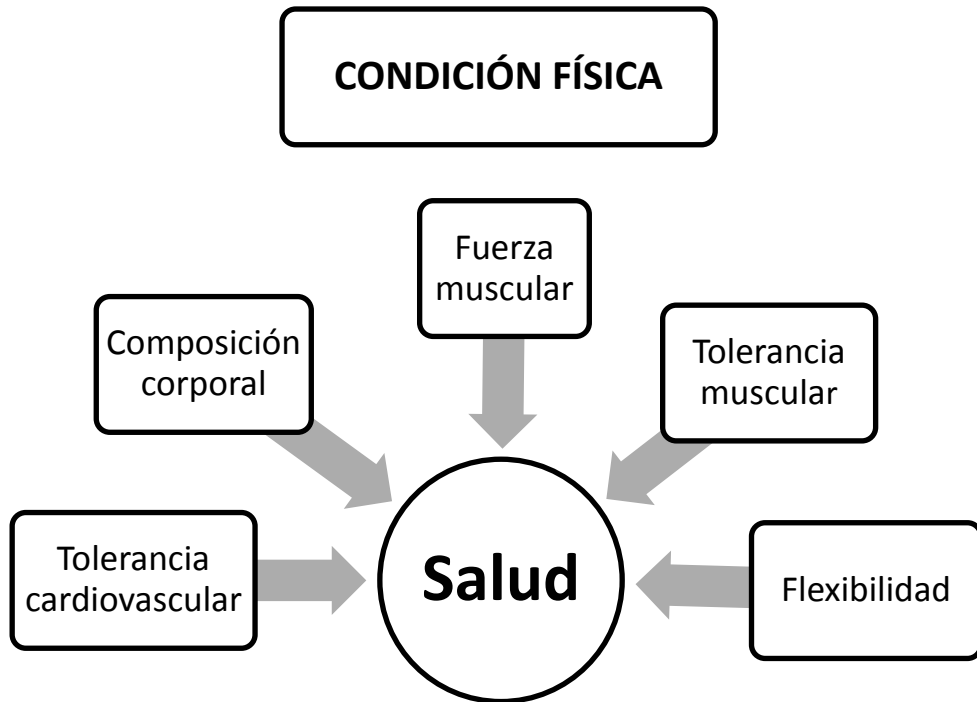 CONDICIÓN FÍSICA
Fuerza
muscular
Composición
corporal
Tolerancia
muscular
Tolerancia
cardiovascular
Salud
Flexibilidad